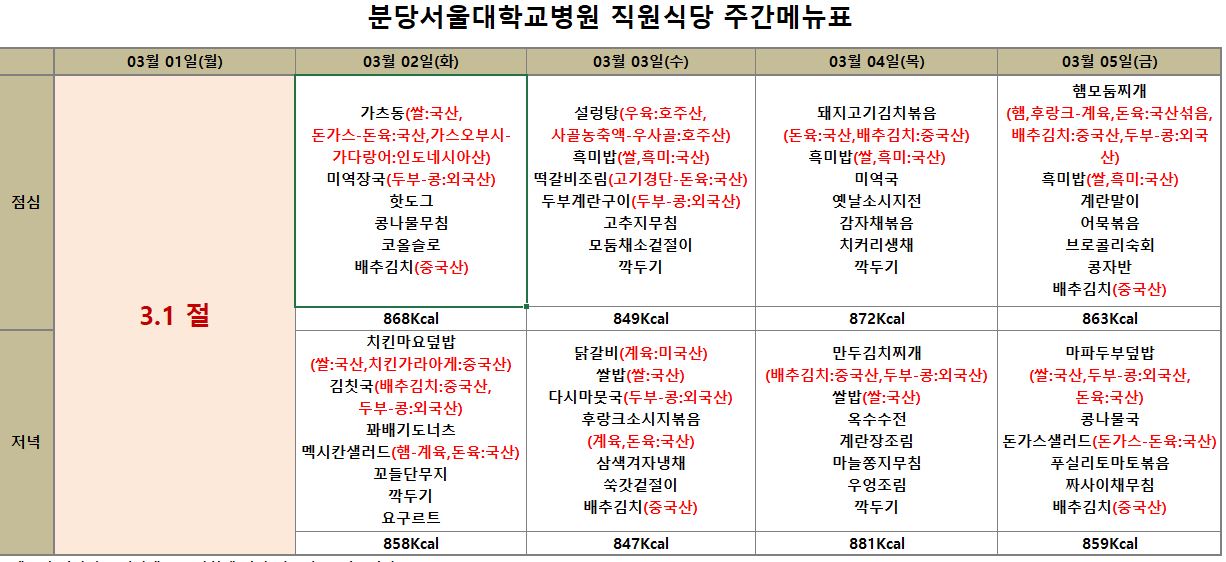 분당서울대학교병원 직원식당 주간메뉴표
03월 01일(월)
03월 02일(화)
03월 03일(수)
03월 04일(목)
03월 05일(금)
점심
3.1 절
가츠동(쌀:국산,
돈가스-돈육:국산,가스오부시-
가다랑어:인도네시아산)
미역장국(두부-콩:외국산)
핫도그
콩나물무침
코올슬로
배추김치(중국산)
868Kcal
설렁탕(우육:호주산,
사골농축액-우사골:호주산)
흑미밥(쌀,흑미:국산)
떡갈비조림(고기경단-돈육:국산)
두부계란구이(두부-콩:외국산)
고추지무침
모둠채소겉절이
깍두기
849Kcal
돼지고기김치볶음
(돈육:국산,배추김치:중국산)
흑미밥(쌀,흑미:국산)
미역국
옛날소시지전
감자채볶음
치커리생채
깍두기
872Kcal
햄모둠찌개
(햄,후랑크-계육,돈육:국산섞음,
배추김치:중국산,두부-콩:외국
산)
흑미밥(쌀,흑미:국산)
계란말이
어묵볶음
브로콜리숙회
콩자반
배추김치(중국산)
863Kcal
저녁
치킨마요덮밥
(쌀:국산,치킨가라아게:중국산)
김칫국(배추김치:중국산,
두부-콩:외국산)
꽈배기도너츠
멕시칸샐러드(햄-계육,돈육:국산)
꼬들단무지
깍두기
요구르트
858Kcal
닭갈비(계육:미국산)
쌀밥(쌀:국산)
다시마뭇국(두부-콩:외국산)
후랑크소시지볶음
(계육,돈육:국산)
삼색겨자냉채
쑥갓겉절이
배추김치(중국산)
847Kcal
만두김치찌개
(배추김치:중국산,두부-콩:외국산)
쌀밥(쌀:국산)
옥수수전
계란장조림
마늘쫑지무침
우엉조림
깍두기
881Kcal
마파두부덮밥
(쌀:국산,두부-콩:외국산,
돈육:국산)
콩나물국
돈가스샐러드(돈가스-돈육:국산)
푸실리토마토볶음
짜사이채무침
배추김치(중국산)
859Kcal